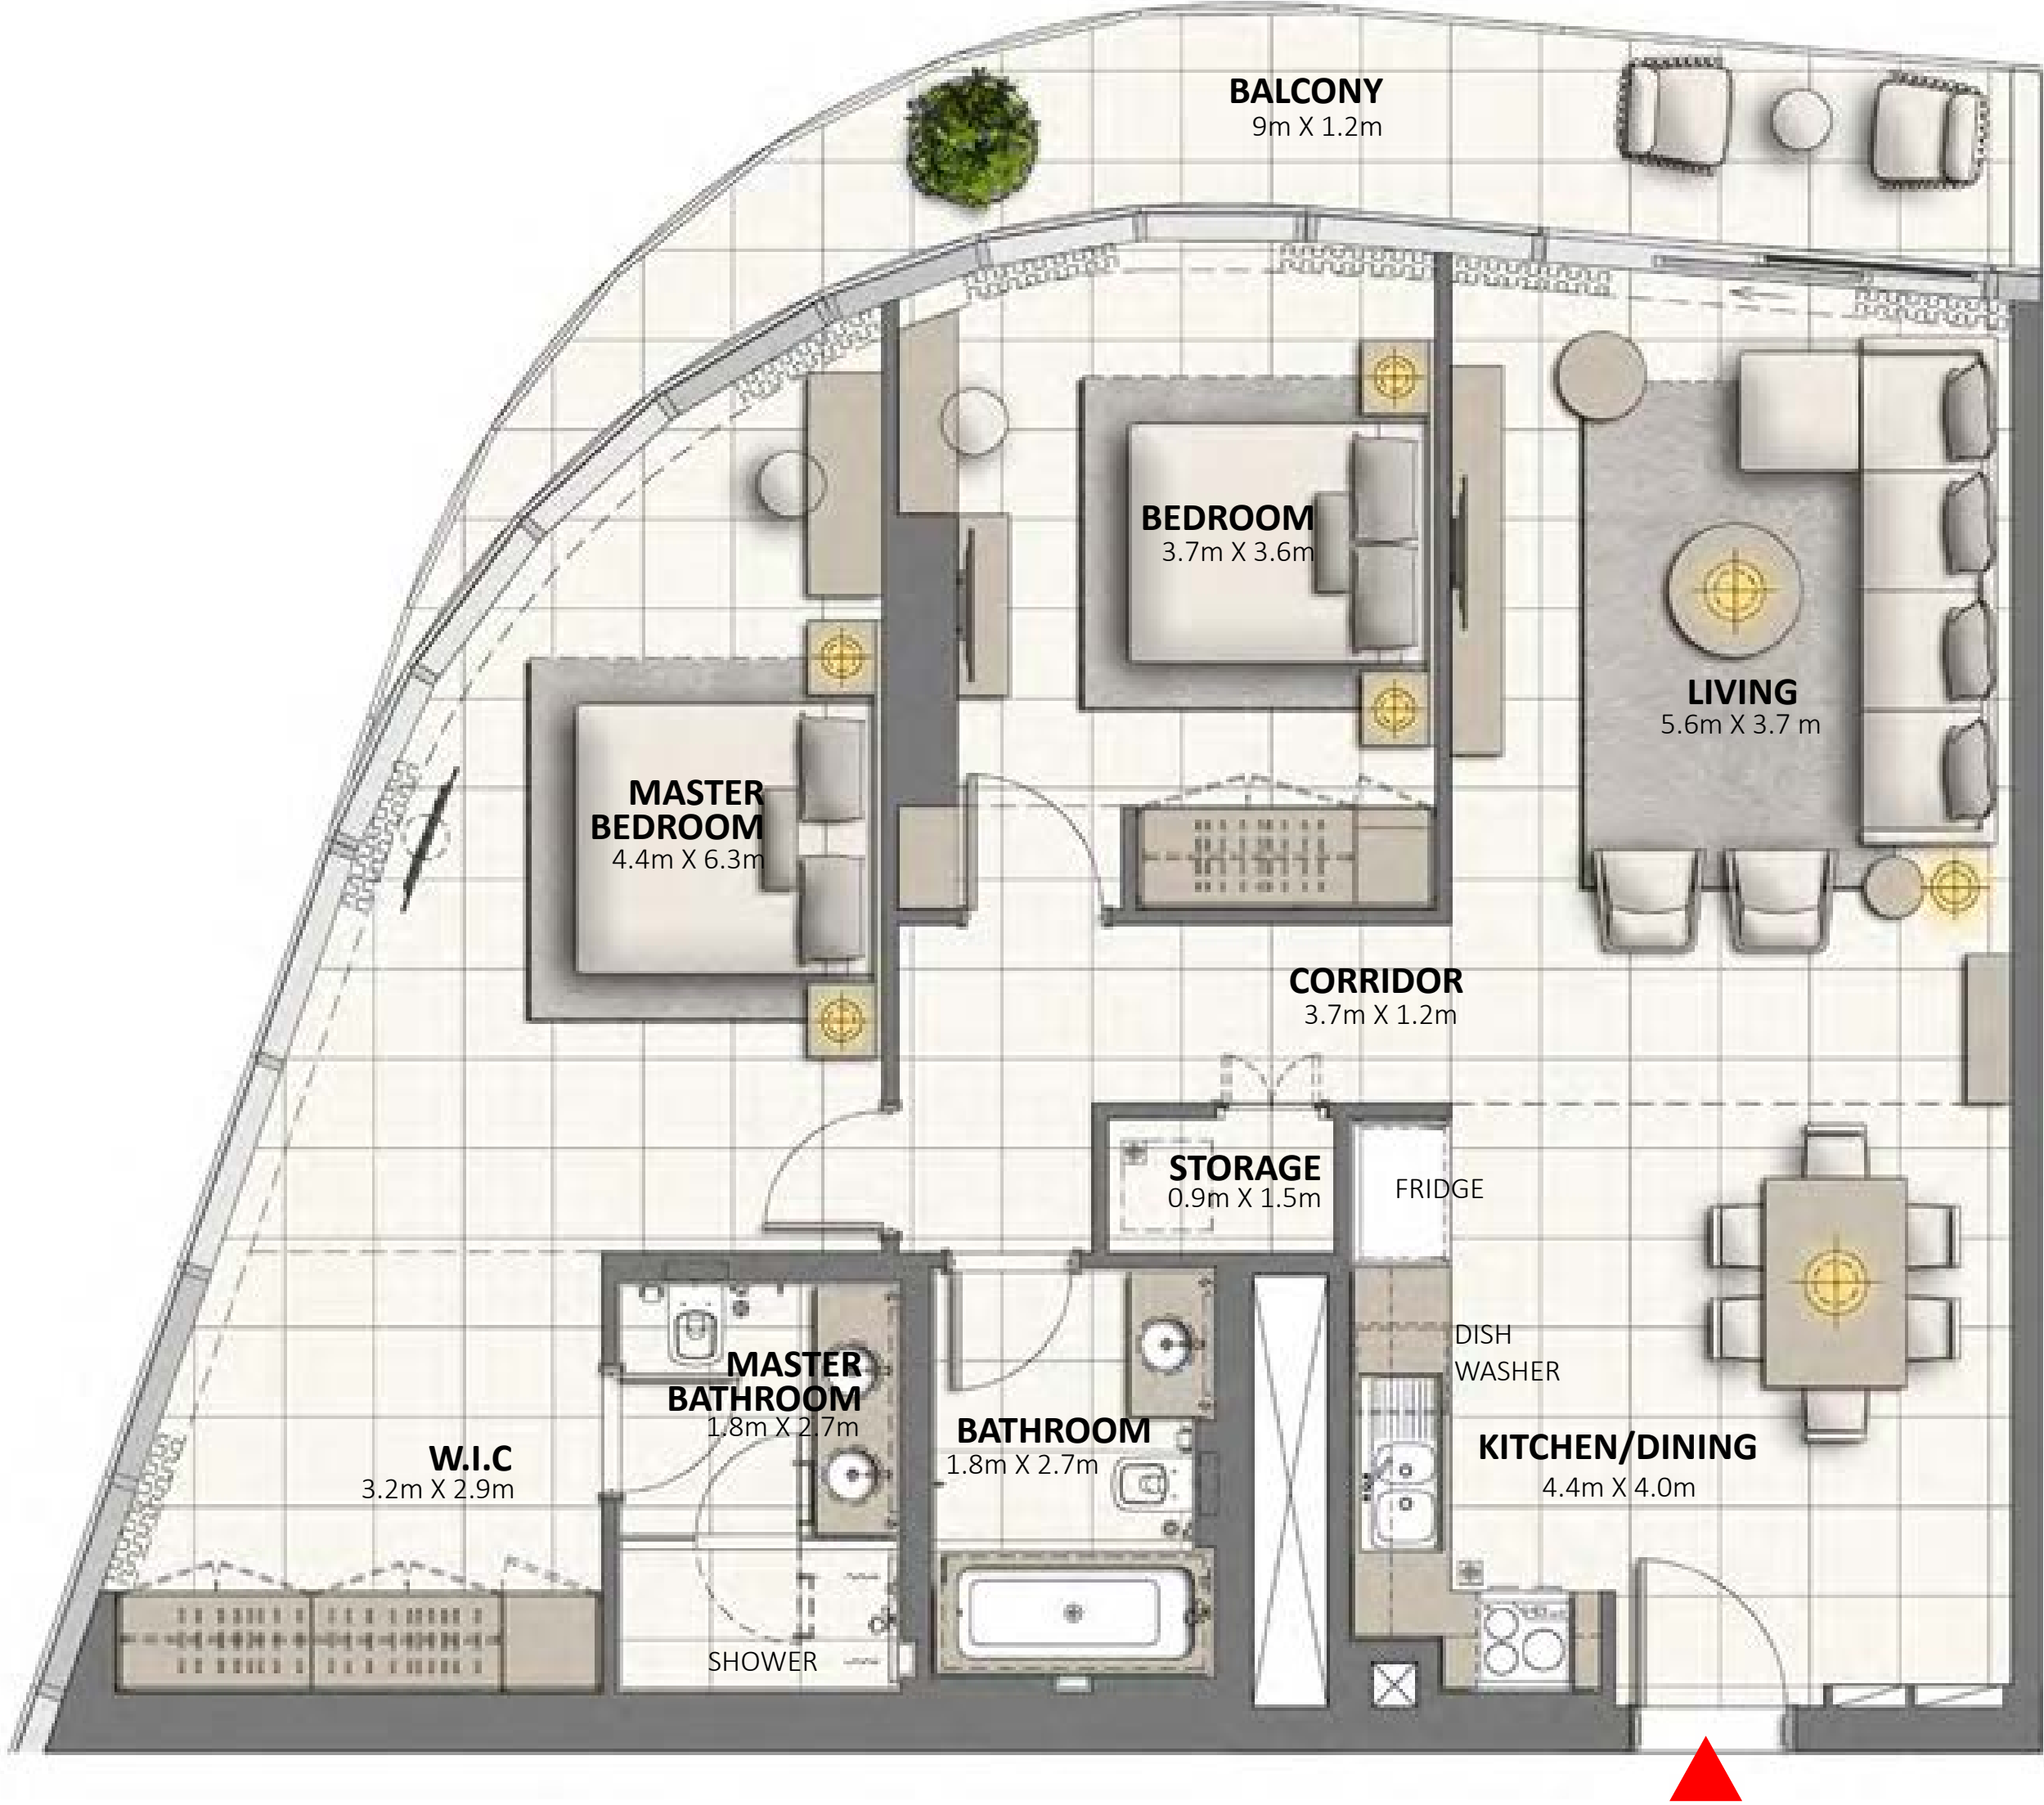 BALCONY
9m X 1.2m
BEDROOM
3.7m X 3.6m
LIVING
5.6m X 3.7 m
MASTER
BEDROOM
4.4m X 6.3m
CORRIDOR
3.7m X 1.2m
STORAGE
0.9m X 1.5m
FRIDGE
DISH
WASHER
MASTER
BATHROOM
1.8m X 2.7m
BATHROOM
1.8m X 2.7m
W.I.C
3.2m X 2.9m
KITCHEN/DINING
4.4m X 4.0m
SHOWER